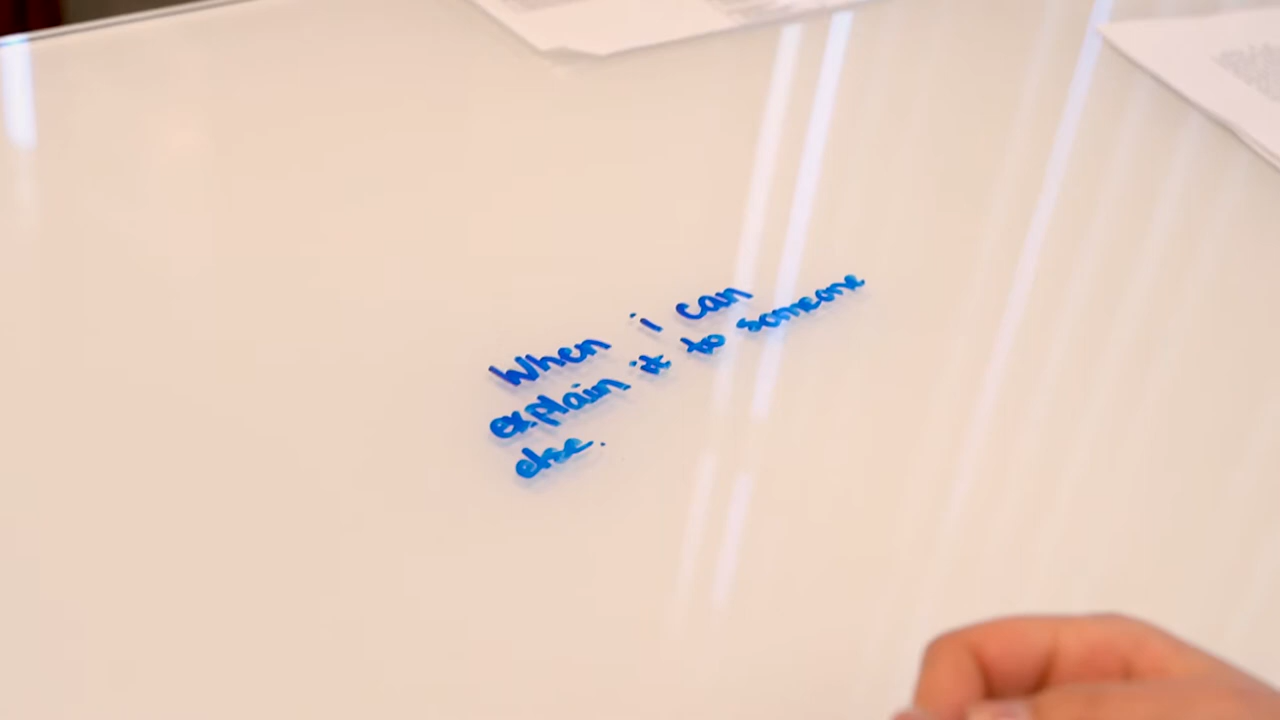 When i can
explain it to someone
else.